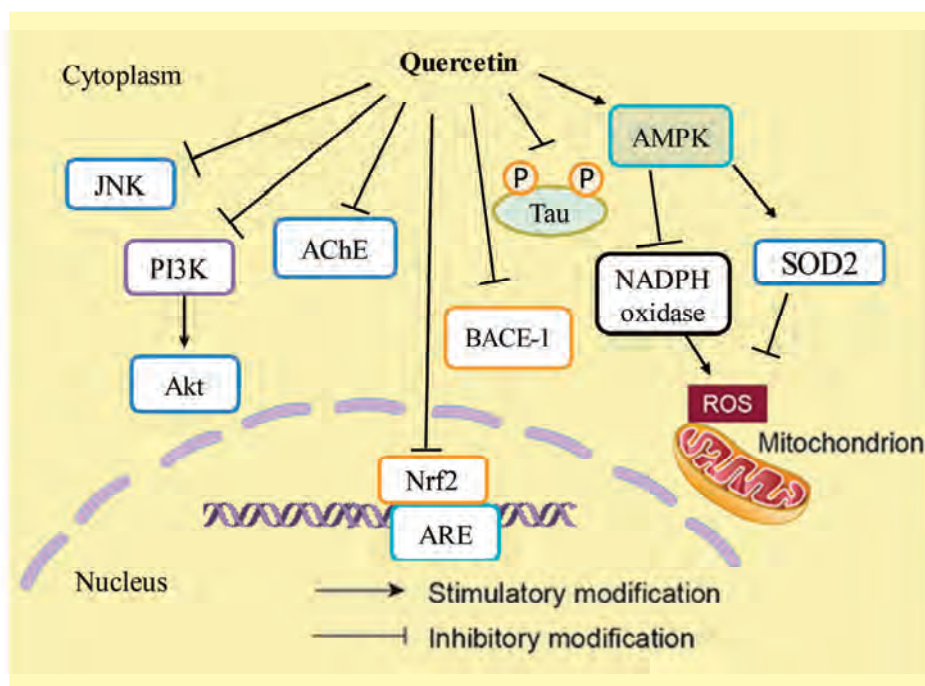 Quercetin
Cytoplasm
AMPK
JNK
P P
Tau
AChE
PI3K
SOD2
NADPH
oxidase
BACE-1
Akt
ROS
Mitochondrion
Nrf2
ARE
Nucleus
Stimulatory modification
Inhibitory modification